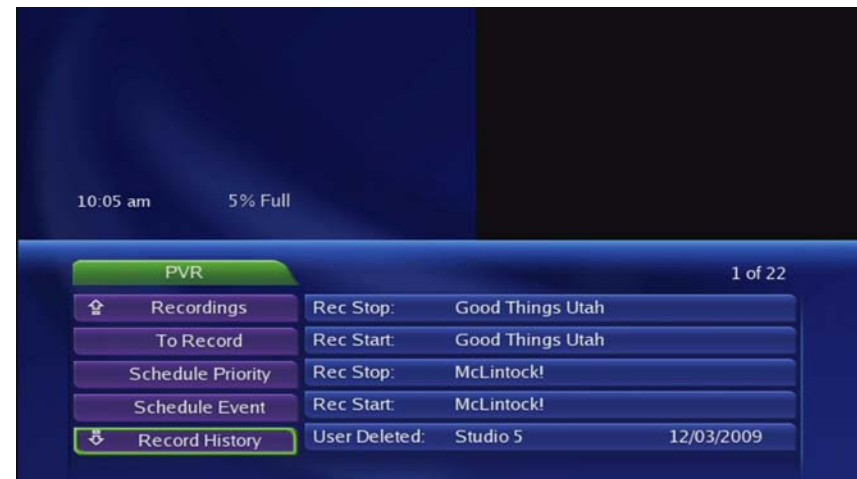 10:05 am 5% Full
PVR 1 of 22
Recordings Rec Stop: Good Things Utah
To Record Rec Start: Good Things Utah
Schedule Priority Rec Stop: McLintock!
Schedule Event Rec Start: McLintock!
Record History User Deleted: Studio 5 12/03/2009